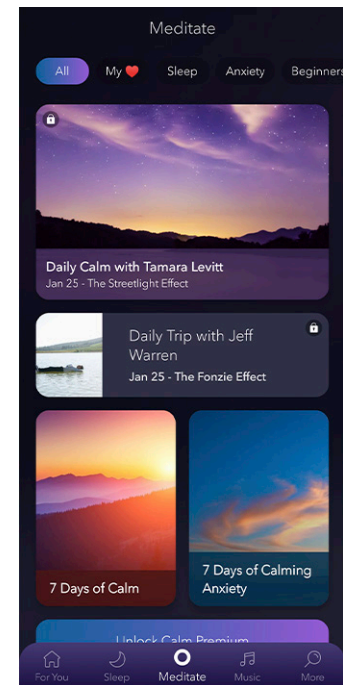 Meditate
All
My ❤️
Sleep
Anxiety
Beginners
Daily Calm with Tamara Levitt
Jan 25 - The Streetlight Effect
Daily Trip with Jeff
Warren
Jan 25 - The Fonzie Effect
7 Days of Calm
7 Days of Calming
Anxiety
Unlock Calm Premium
For You
Sleep
Meditate
Music
More